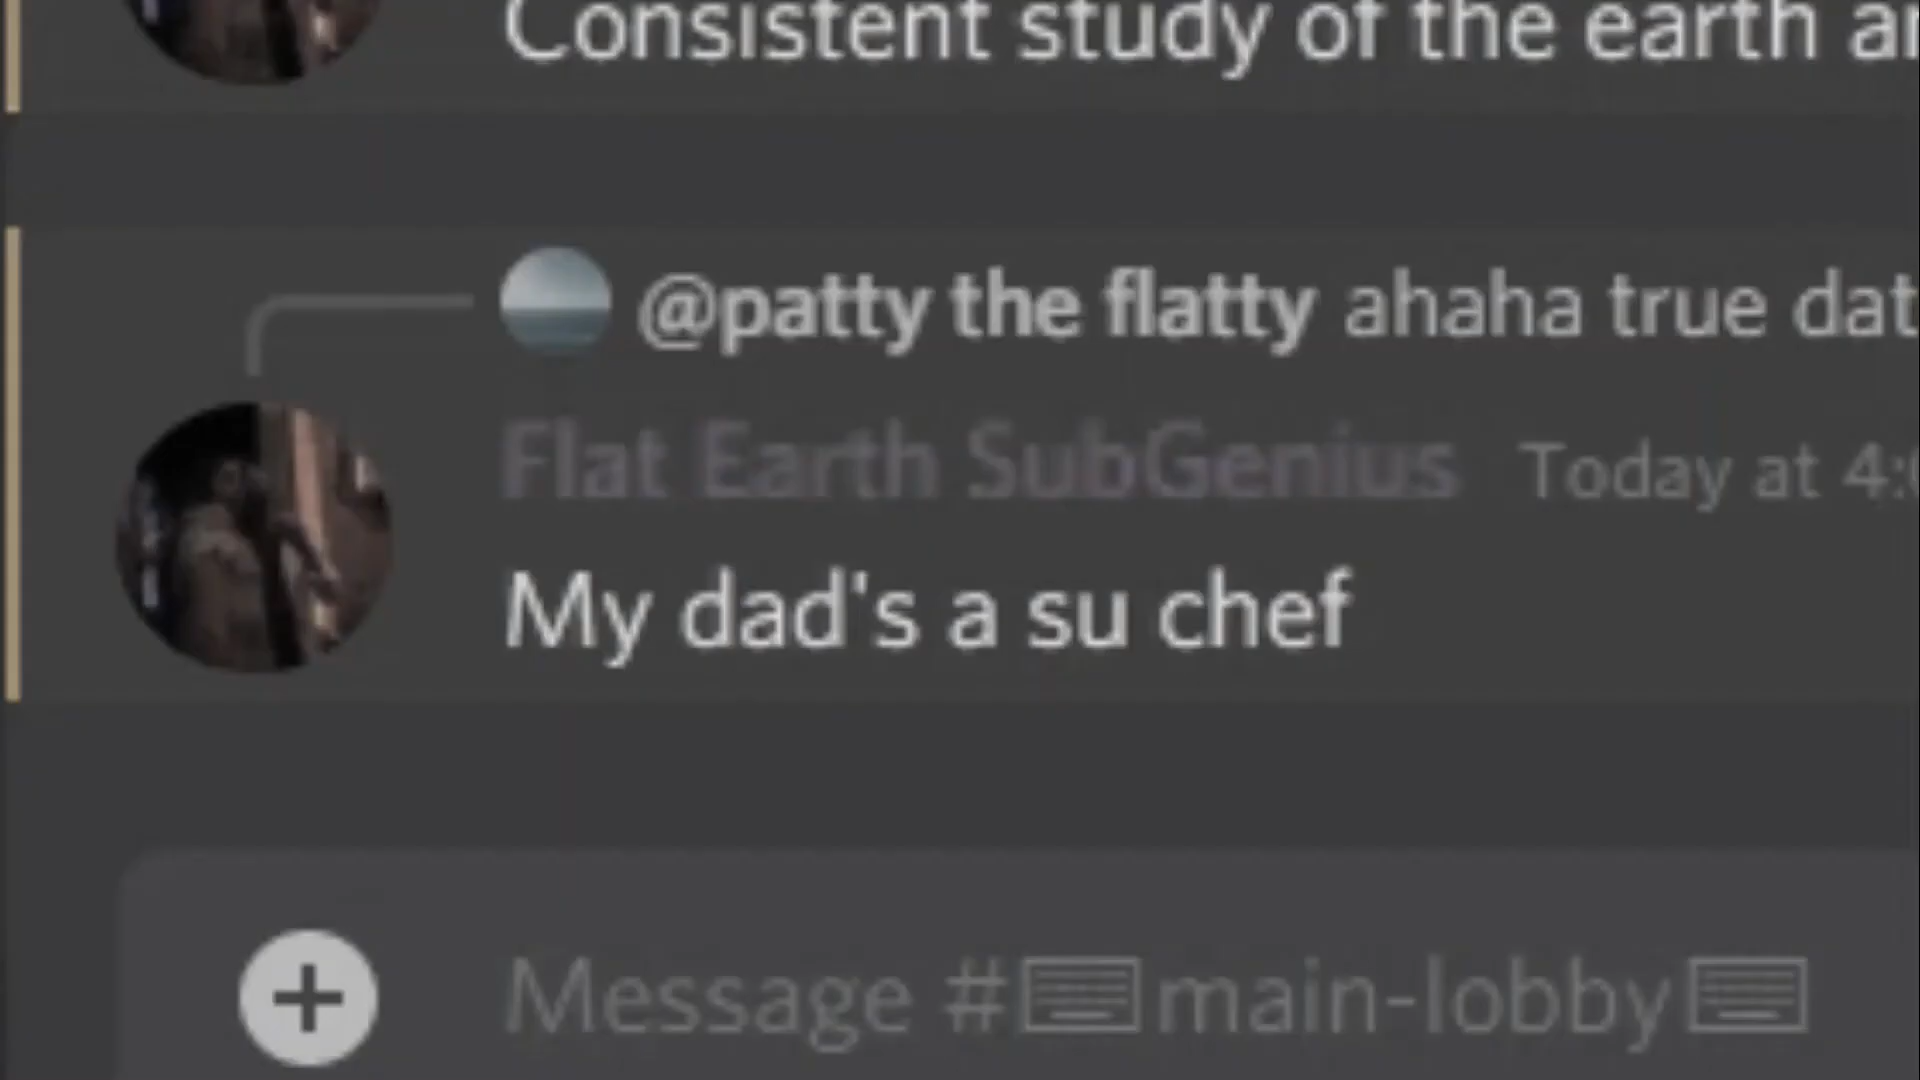 Consistent study of the earth
@patty the flatty ahaha true dat
Flat Earth SubGenius Today at 4:
My dad's a su chef
Message #⌨main-lobby⌨